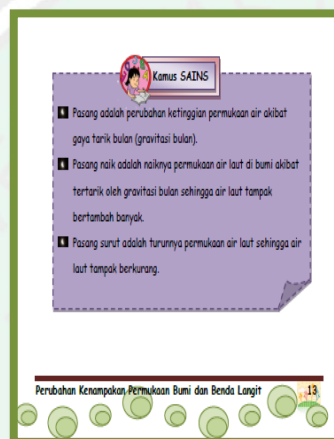 Kamus SAINS
Pasang adalah perubahan ketinggian permukaan air akibat
gaya tarik bulan (gravitasi bulan).
Pasang naik adalah naiknya permukaan air laut di bumi akibat
tertarik oleh gravitasi bulan sehingga air laut tampak
bertambah banyak.
Pasang surut adalah turunnya permukaan air laut sehingga air
laut tampak berkurang.
Perubahan Kenampakan Permukaan Bumi dan Benda Langit 13